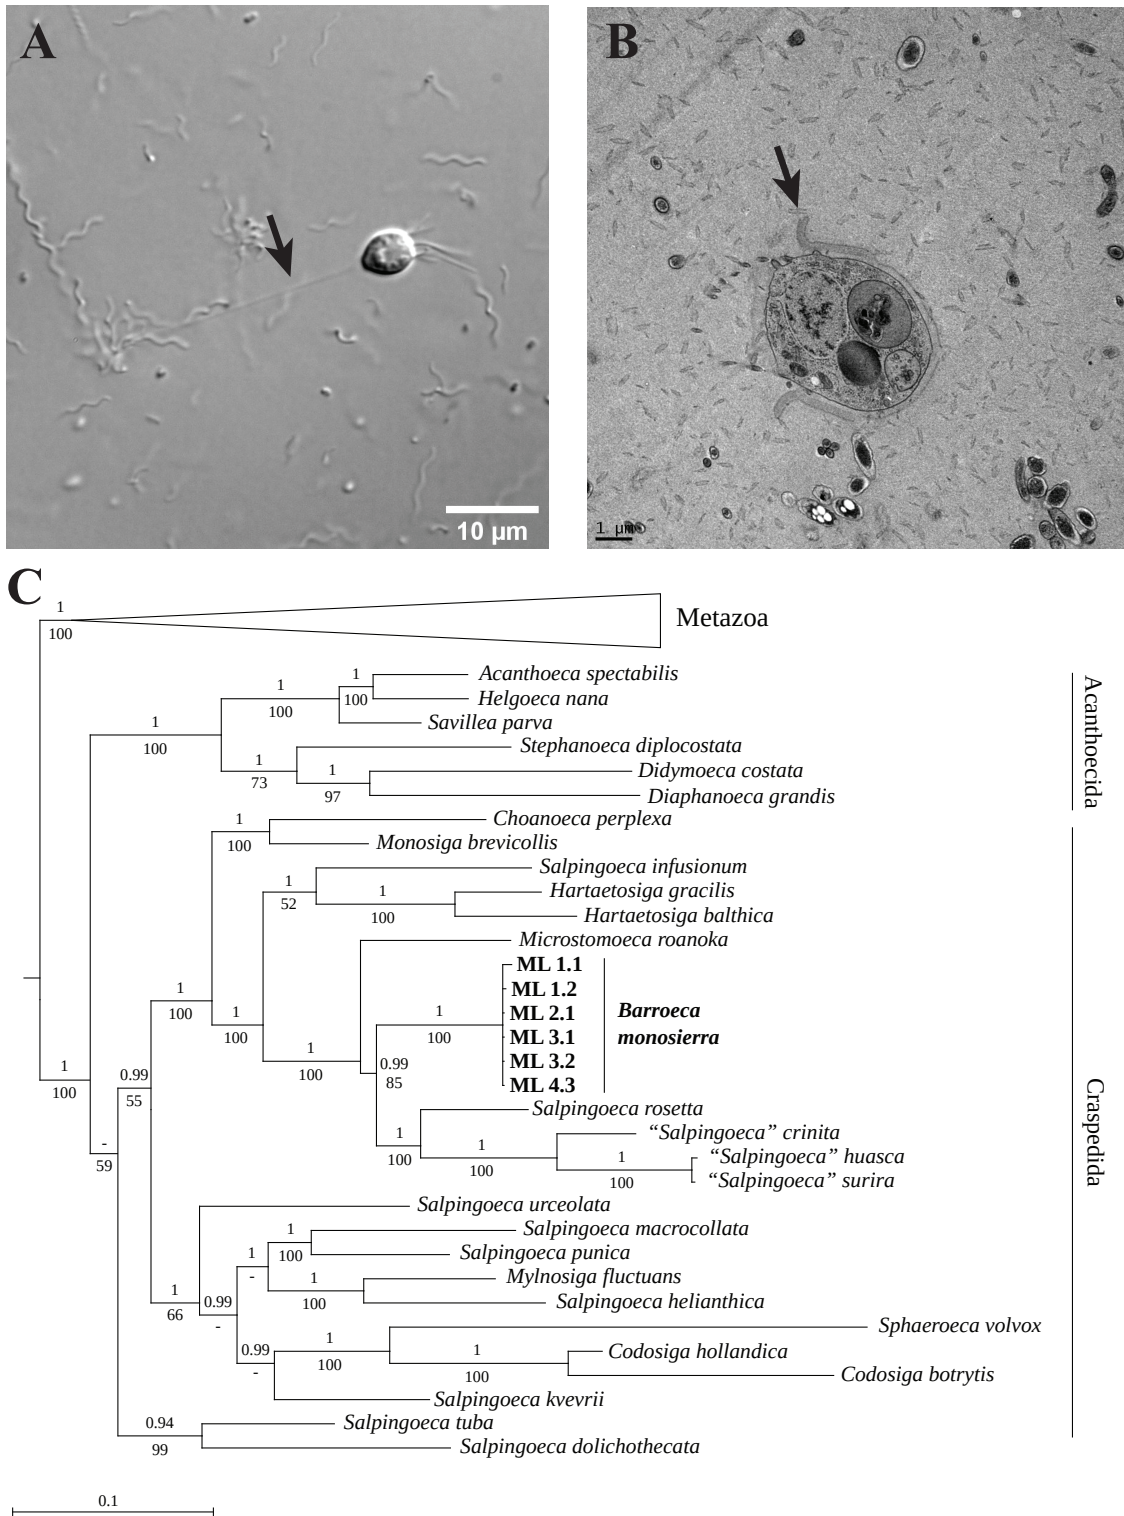 A
10 µm
B
1 µm
C
1
100
Metazoa
1
Acanthoeca spectabilis
1
100
Helgoeca nana
100
Savillea parva
1
100
Stephanoeca diplocostata
1
73
1
Didymoeca costata
97
Diaphanoeca grandis
Acanthoecida
1
Choanoeca perplexa
100
Monosiga brevicollis
Salpingoeca infusionum
1
52
1
Hartaetosiga gracilis
100
Hartaetosiga balthica
Microstomoeca roanoka
ML 1.1
ML 1.2
ML 2.1
ML 3.1
ML 3.2
ML 4.3
Barroeca
monosierra
1
100
1
100
1
100
1
100
0.99
85
1
100
0.99
55
-
59
Salpingoeca rosetta
1
100
“Salpingoeca” crinita
1
100
“Salpingoeca” huasca
1
100
“Salpingoeca” surira
Craspedida
Salpingoeca urceolata
1
Salpingoeca macrocollata
100
Salpingoeca punica
1
-
1
Mylnosiga fluctuans
100
Salpingoeca helianthica
1
66
0.99
-
Sphaeroeca volvox
0.99
-
1
100
1
Codosiga hollandica
100
Codosiga botrytis
Salpingoeca kvevrii
0.94
Salpingoeca tuba
99
Salpingoeca dolichothecata
0.1